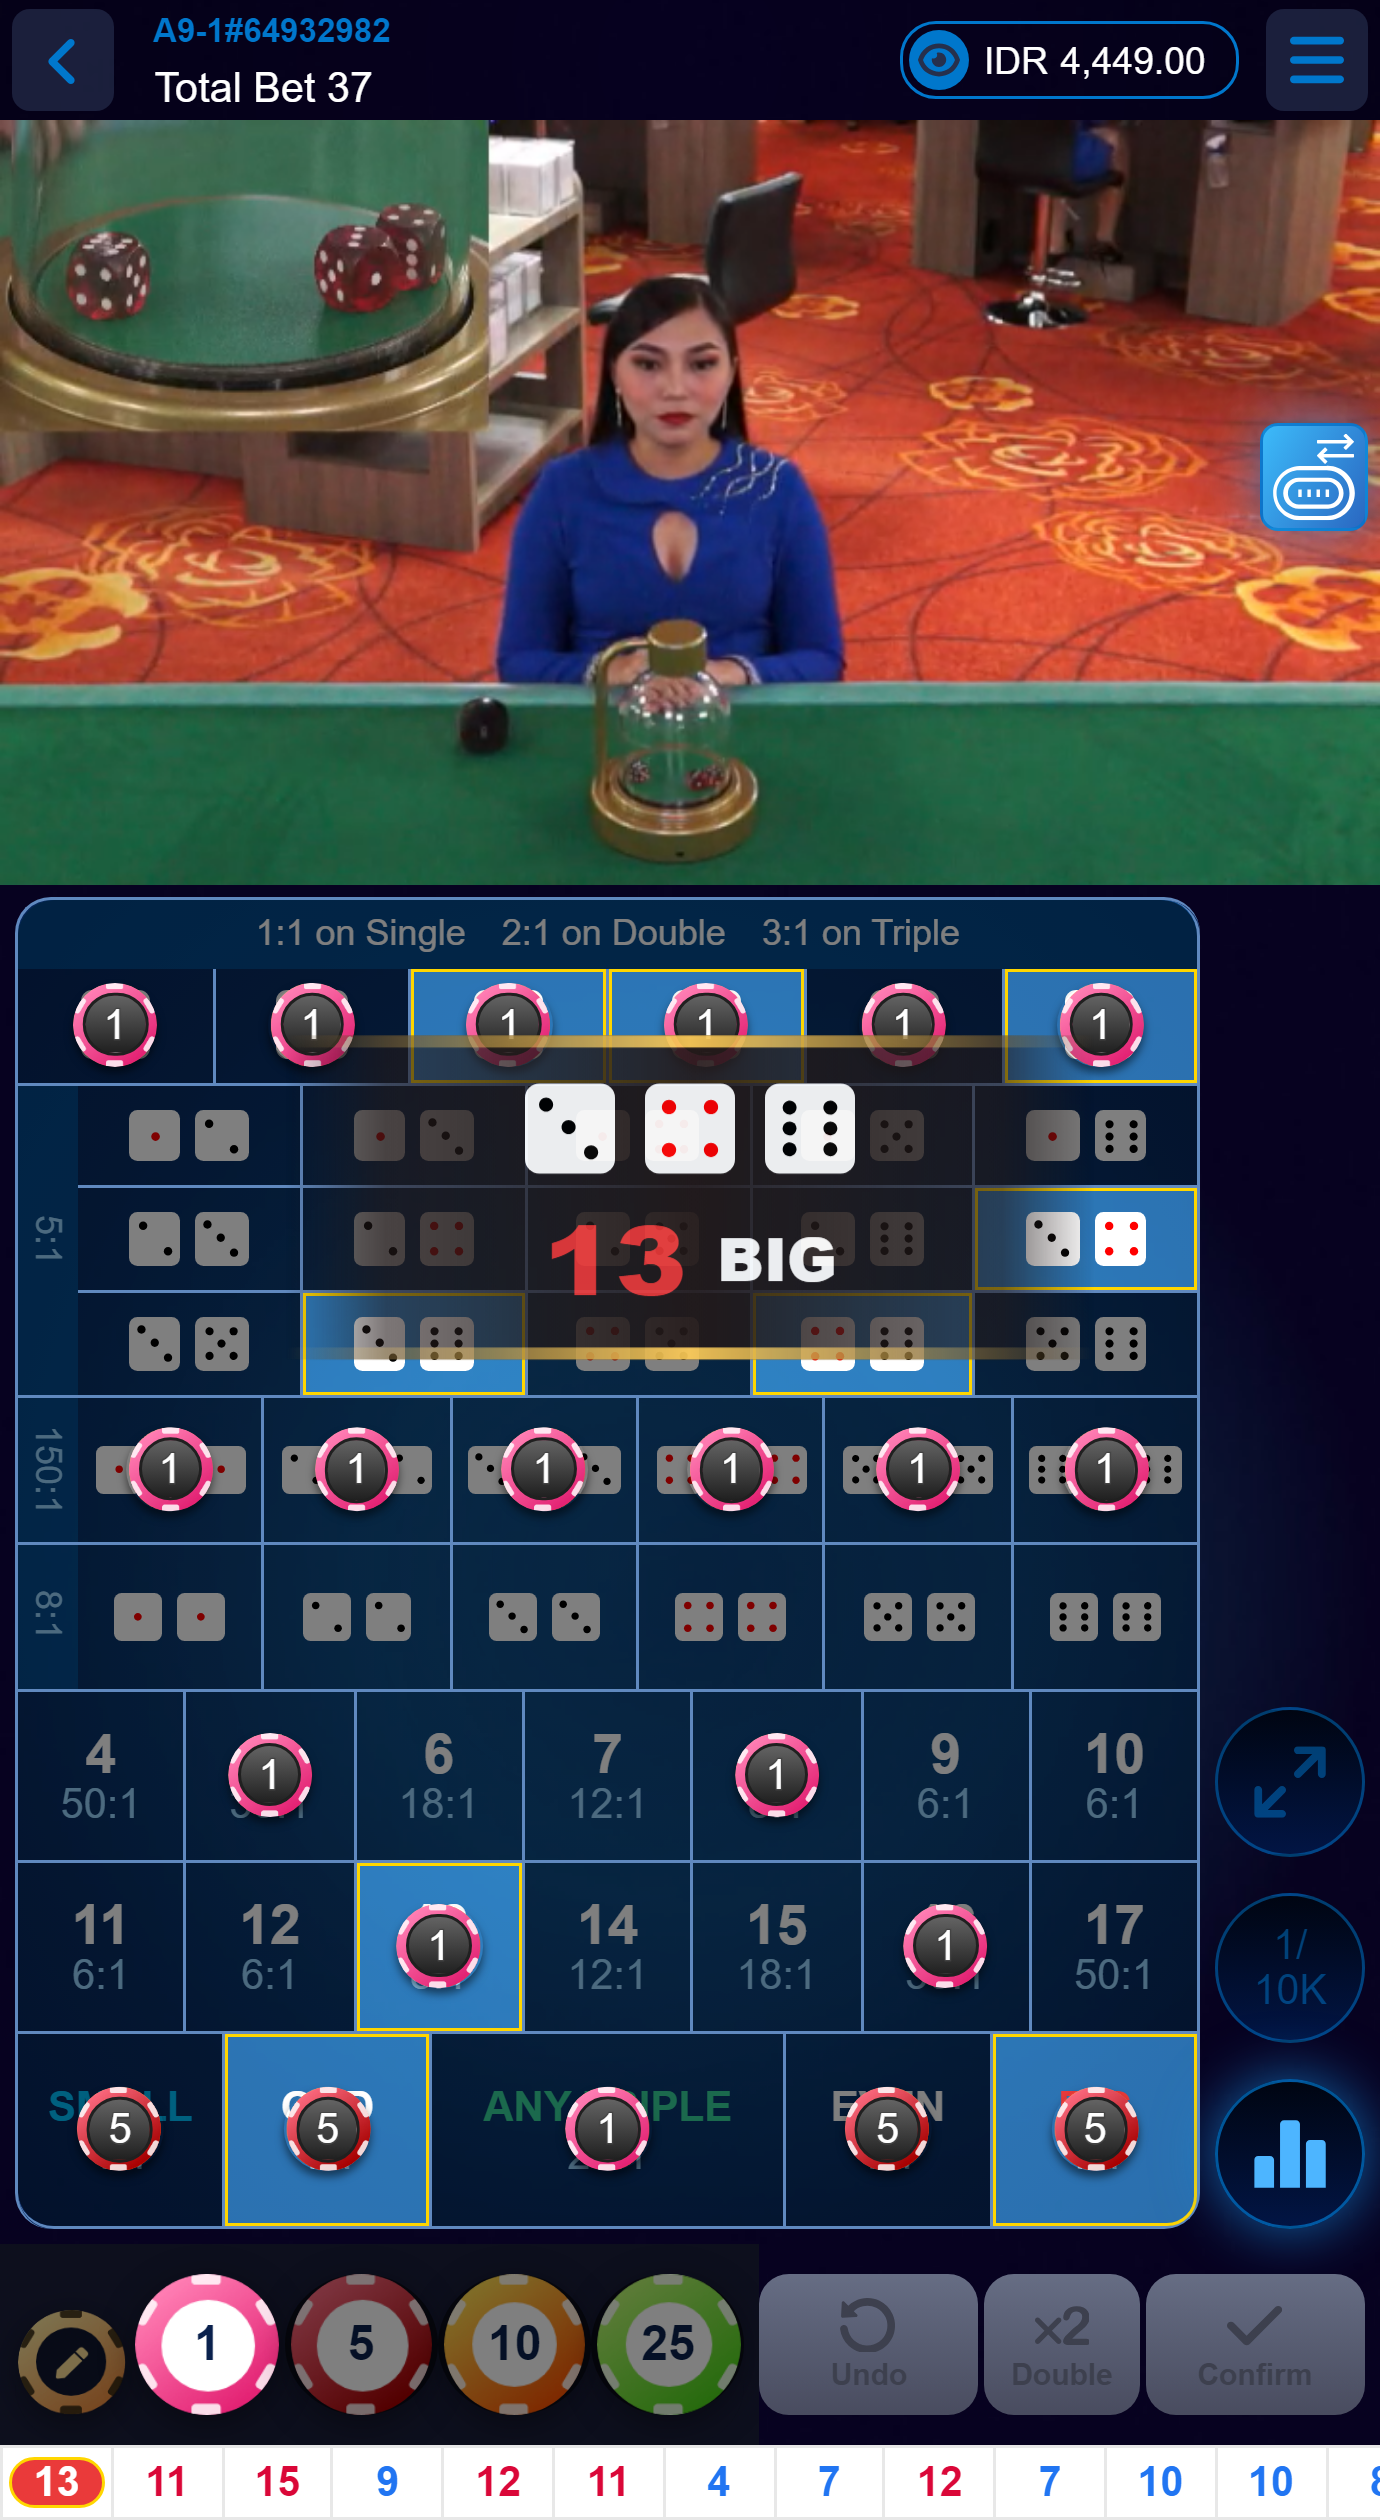 A9-1#64932982
Total Bet 37
IDR 4,449.00
1:1 on Single 2:1 on Double 3:1 on Triple
1 1 1 1 1 1
5:1
13 BIG
150:1
1 1 1 1 1 1
8:1
4 1 6 7 1 9 10
50:1 18:1 12:1 6:1 6:1
11 12 1 14 15 1 17
6:1 6:1 12:1 18:1 50:1
1/
10K
ANY
5 5 1 5 5
1 5 10 25
x2
Undo Double Confirm
13 11 15 9 12 11 4 7 12 7 10 10